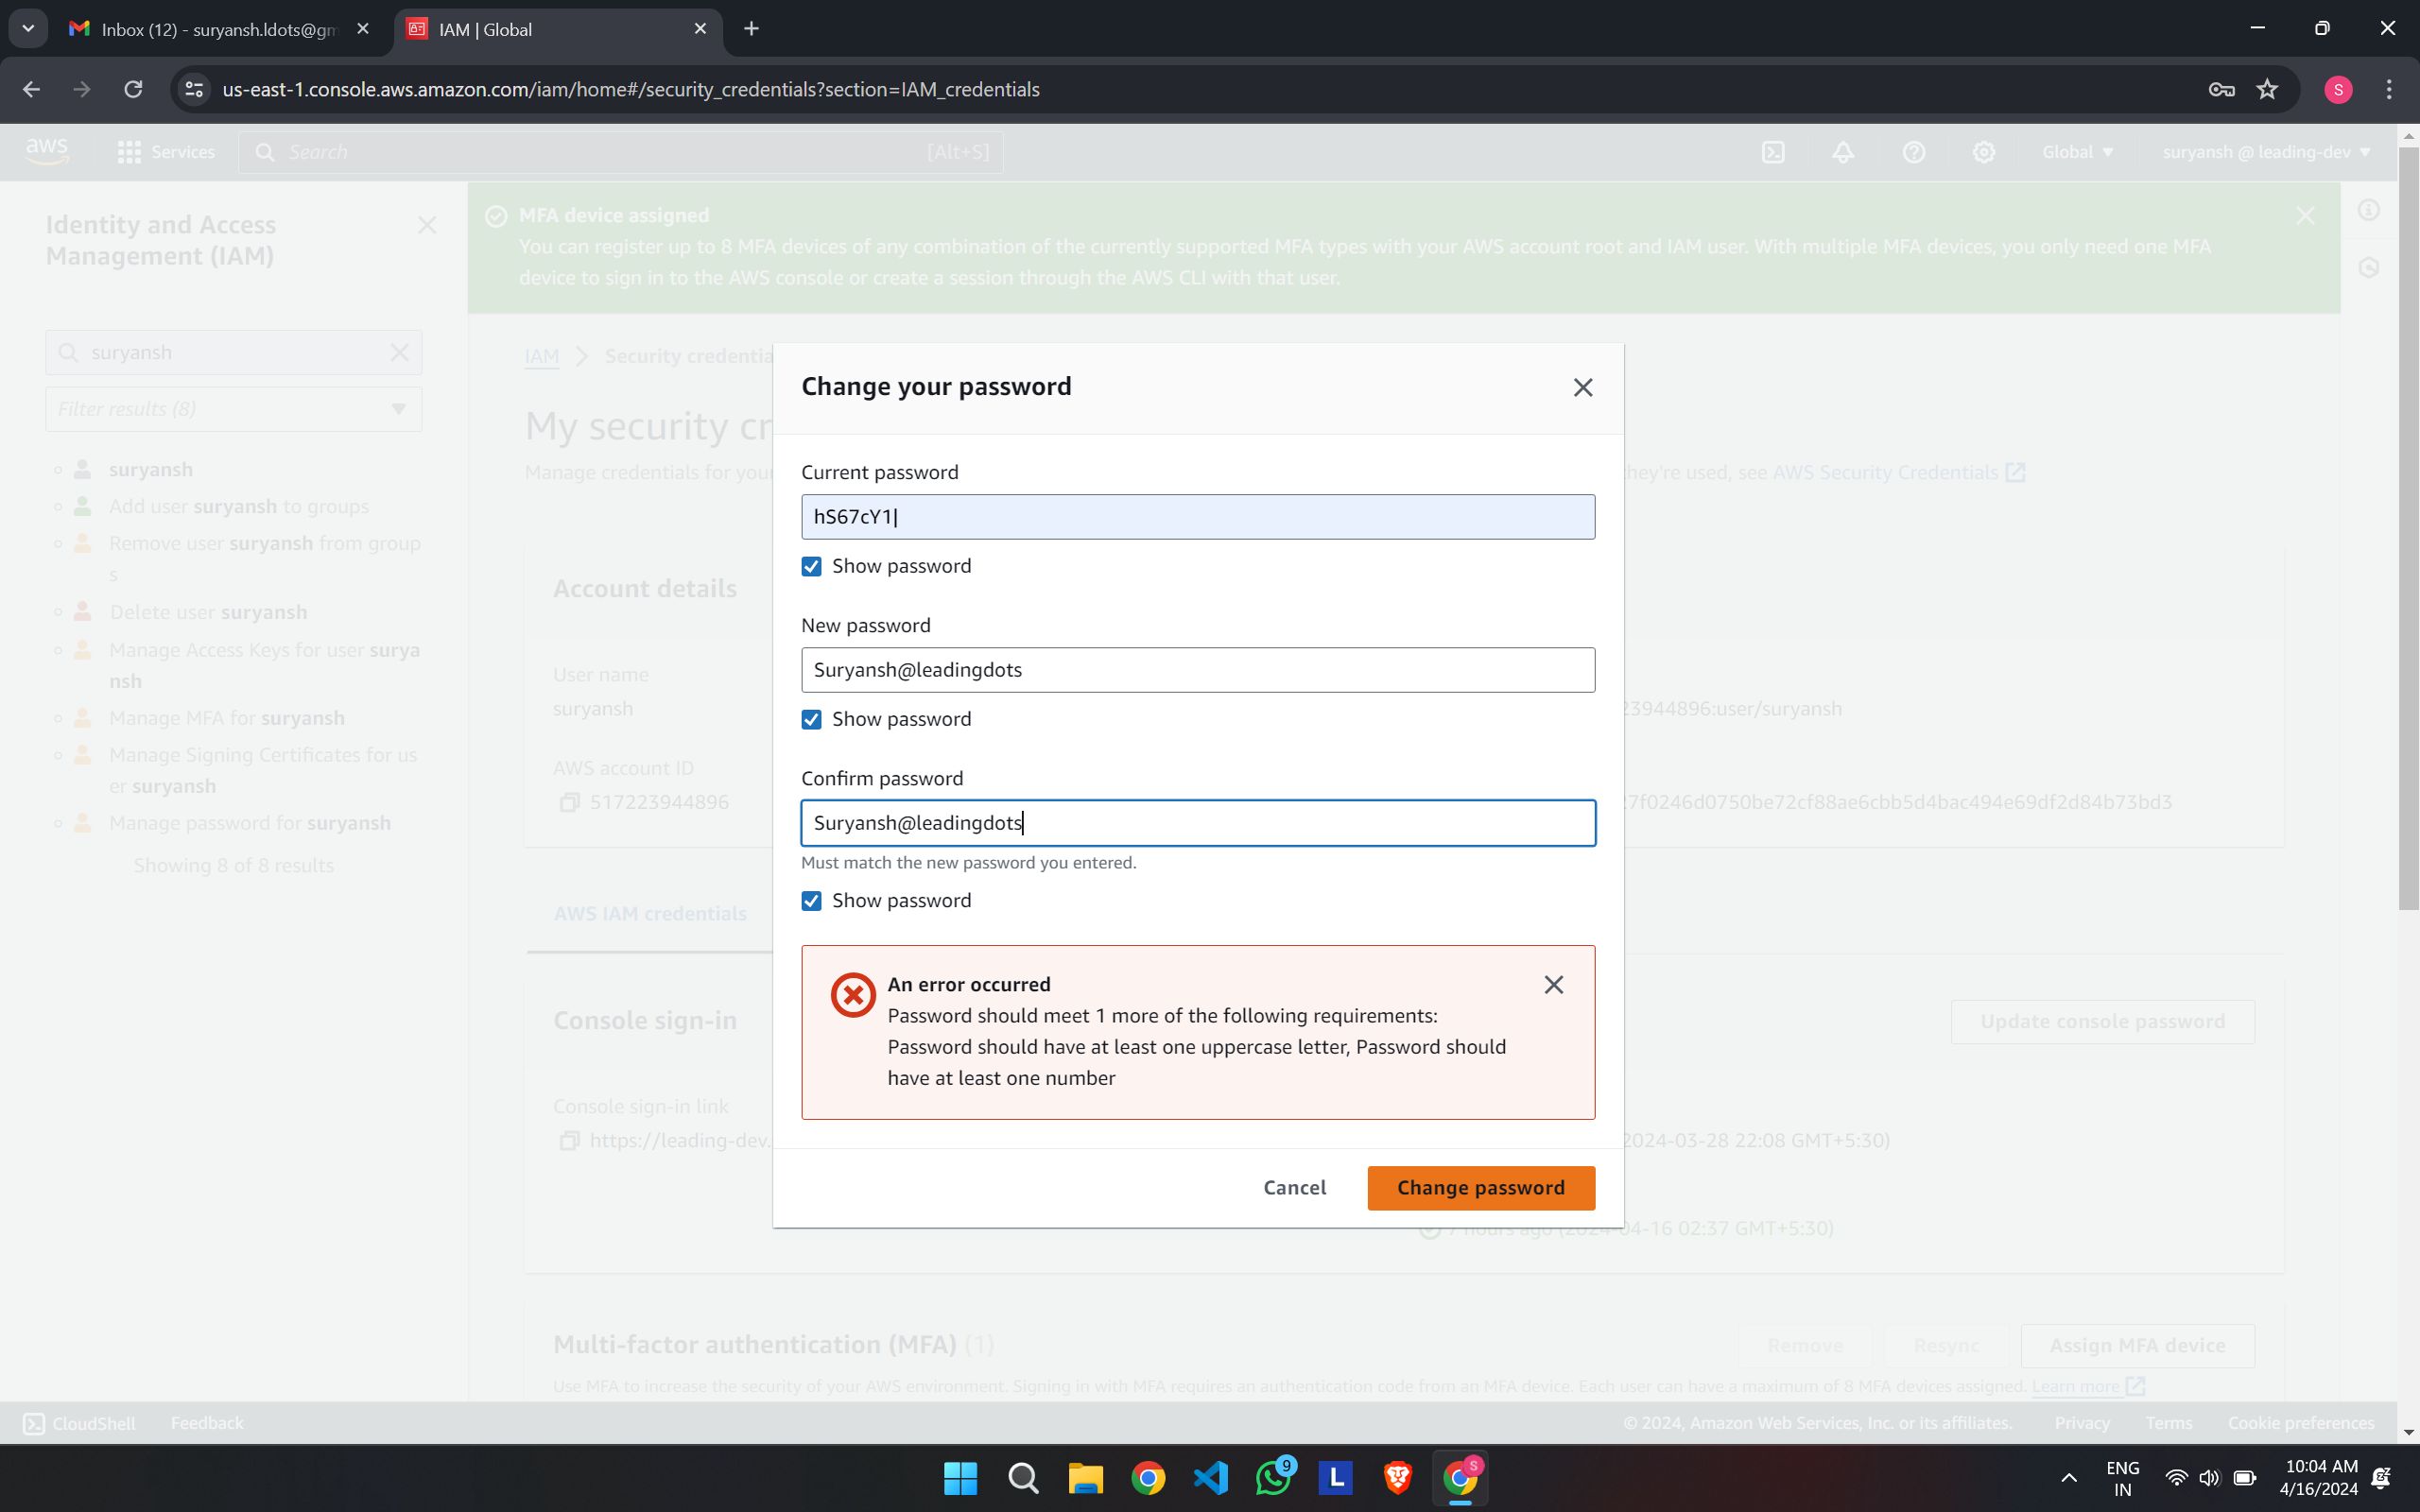 Inbox (12) - suryansh.ldots@gm
IAM | Global
us-east-1.console.aws.amazon.com/iam/home#/security_credentials?section=IAM_credentials
S
aws
Services
Search
[Alt+S]
Global
suryansh @ leading-dev
Identity and Access
Management (IAM)
suryansh
Filter results (8)
suryansh
Add user suryansh to groups
Remove user suryansh from group
s
Delete user suryansh
Manage Access Keys for user surya
nsh
Manage MFA for suryansh
Manage Signing Certificates for us
er suryansh
Manage password for suryansh
Showing 8 of 8 results
MFA device assigned
You can register up to 8 MFA devices of any combination of the currently supported MFA types with your AWS account root and IAM user. With multiple MFA devices, you only need one MFA
device to sign in to the AWS console or create a session through the AWS CLI with that user.
IAM
Security credentia
My security cr
Manage credentials for your
they're used, see AWS Security Credentials
Account details
User name
suryansh
23944896:user/suryansh
AWS account ID
517223944896
27f0246d0750be72cf88ae6cbb5d4bac494e69df2d84b73bd3
AWS IAM credentials
Console sign-in
Update console password
Console sign-in link
https://leading-dev.
2024-03-28 22:08 GMT+5:30)
7 hours ago (2024-04-16 02:37 GMT+5:30)
Multi-factor authentication (MFA) (1)
Remove
Resync
Assign MFA device
Use MFA to increase the security of your AWS environment. Signing in with MFA requires an authentication code from an MFA device. Each user can have a maximum of 8 MFA devices assigned. Learn more
Change your password
Current password
hS67cY1|
Show password
New password
Suryansh@leadingdots
Show password
Confirm password
Suryansh@leadingdots
Must match the new password you entered.
Show password
An error occurred
Password should meet 1 more of the following requirements:
Password should have at least one uppercase letter, Password should
have at least one number
Cancel
Change password
CloudShell
Feedback
© 2024, Amazon Web Services, Inc. or its affiliates.
Privacy
Terms
Cookie preferences
9
L
S
ENG
IN
10:04 AM
4/16/2024